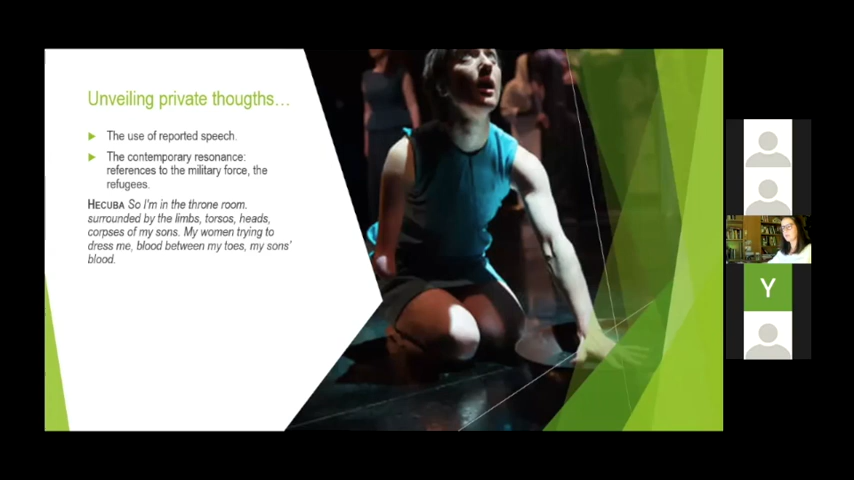 Unveiling private thougths…
The use of reported speech.
The contemporary resonance:
references to the military force, the
refugees.
HECUBA So I'm in the throne room.
surrounded by the limbs, torsos, heads,
corpses of my sons. My women trying to
dress me, blood between my toes, my sons'
blood.
Y